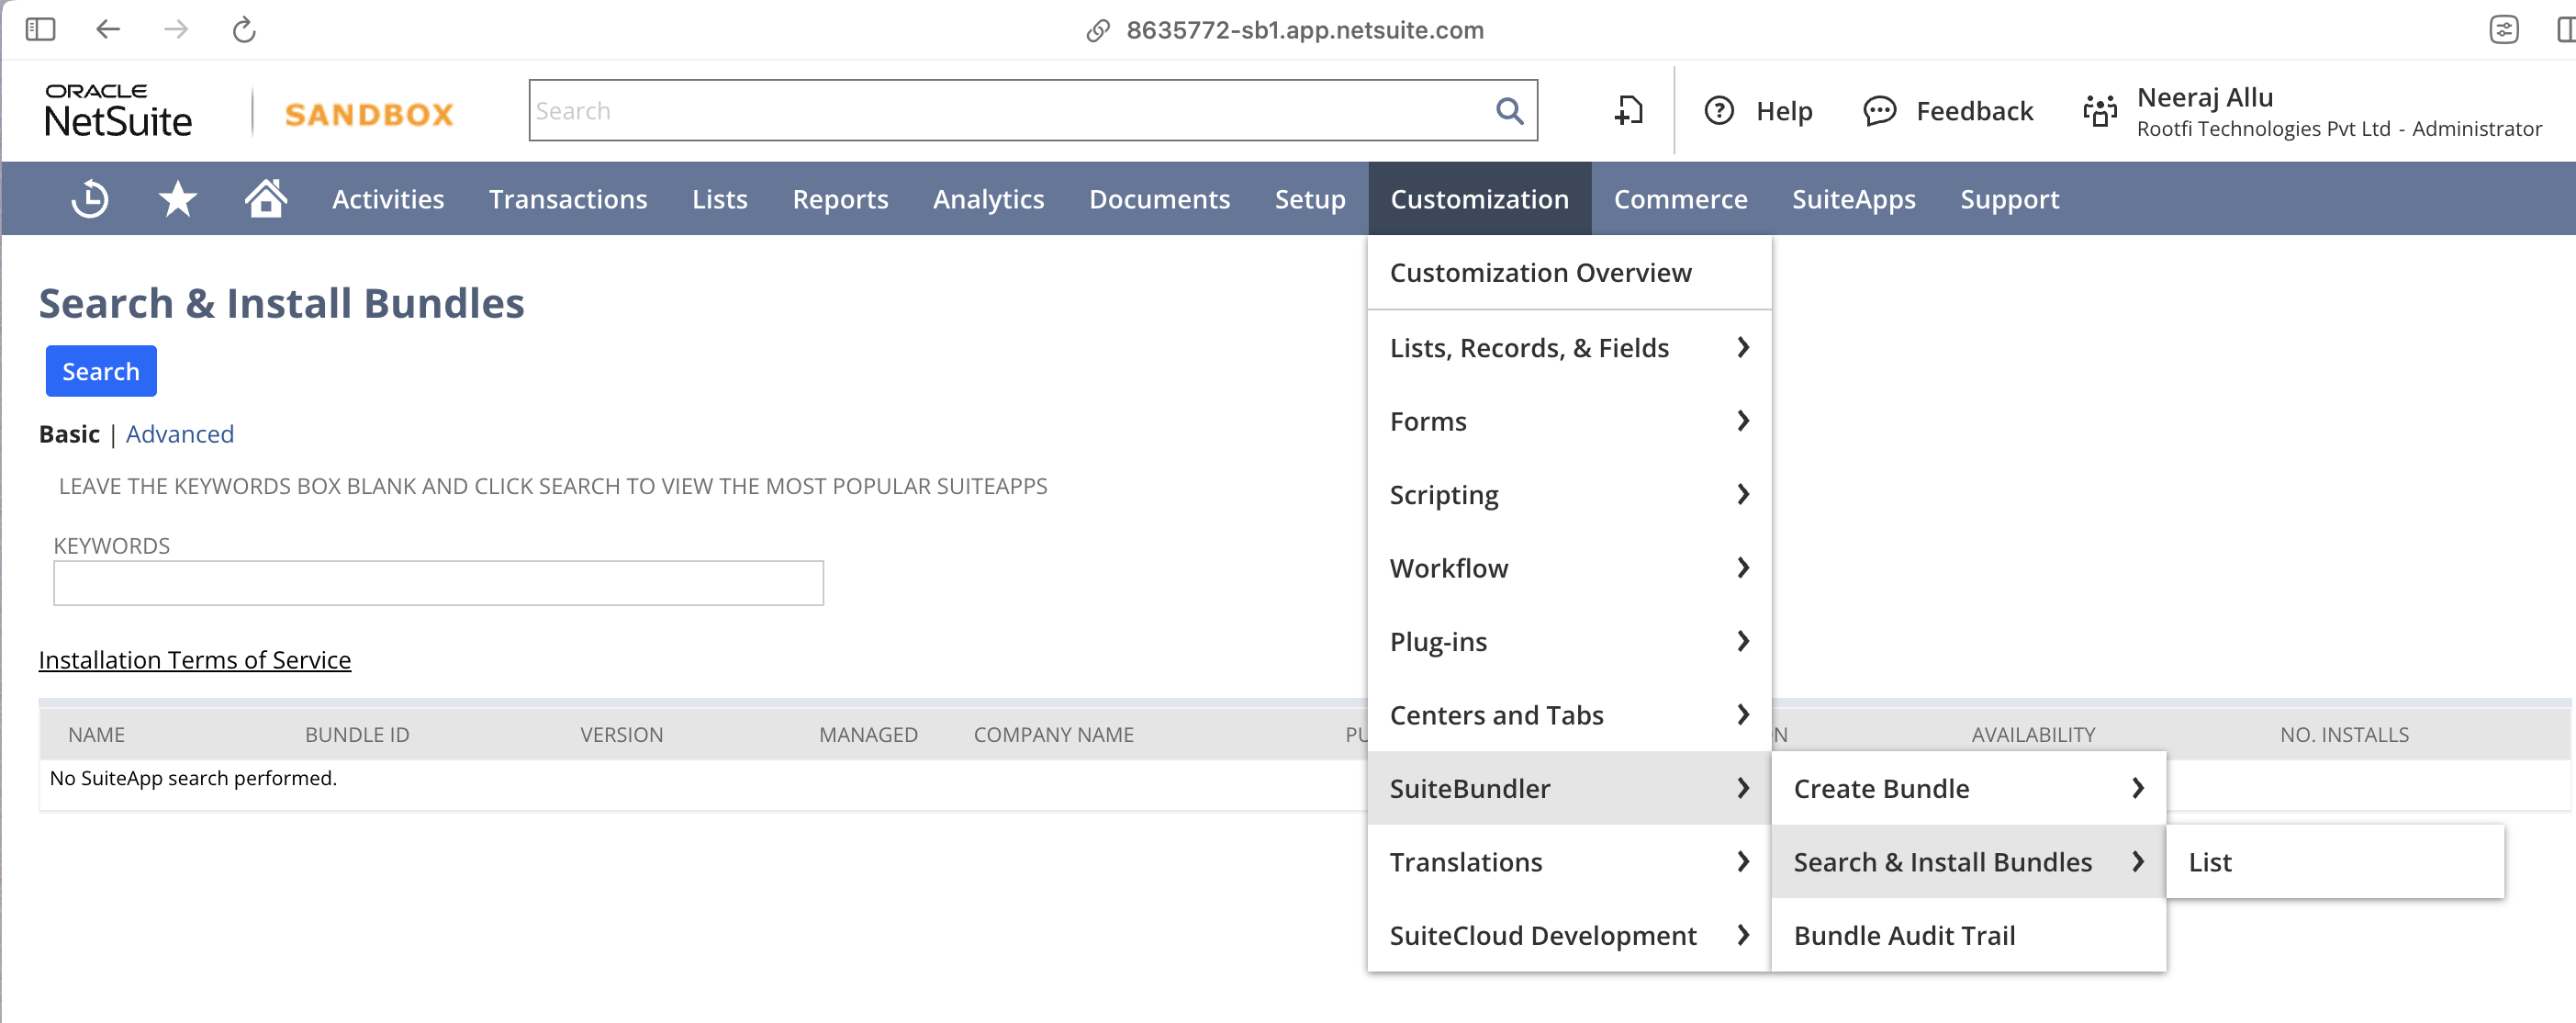 8635772-sb1.app.netsuite.com
ORACLE
NetSuite
SANDBOX
Search
Help
Feedback
Neeraj Allu
Rootfi Technologies Pvt Ltd - Administrator
Activities Transactions Lists Reports Analytics Documents Setup Customization Commerce SuiteApps Support
Search & Install Bundles
Search
Basic | Advanced
LEAVE THE KEYWORDS BOX BLANK AND CLICK SEARCH TO VIEW THE MOST POPULAR SUITEAPPS
KEYWORDS
Installation Terms of Service
NAME BUNDLE ID VERSION MANAGED COMPANY NAME AVAILABILITY NO. INSTALLS
No SuiteApp search performed.
Customization Overview
Lists, Records, & Fields
Forms
Scripting
Workflow
Plug-ins
Centers and Tabs
SuiteBundler
Translations
SuiteCloud Development
Create Bundle
Search & Install Bundles
Bundle Audit Trail
List